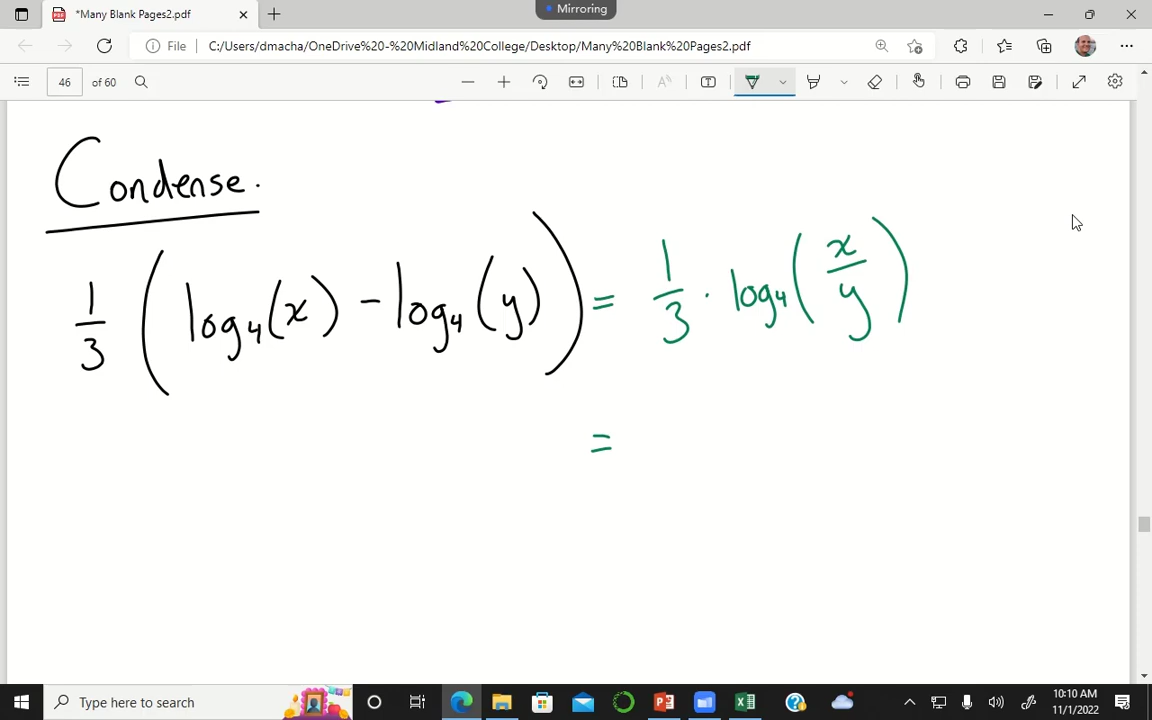 *Many Blank Pages2.pdf
Mirroring
File C:/Users/dmacha/OneDrive%20-%20Midland%20College/Desktop/Many%20Blank%20Pages2.pdf
46 of 60
Condense.
1/3 (log₄(x) - log₄(y)) = 1/3 · log₄(x/y)
=
Type here to search
10:10 AM
11/1/2022